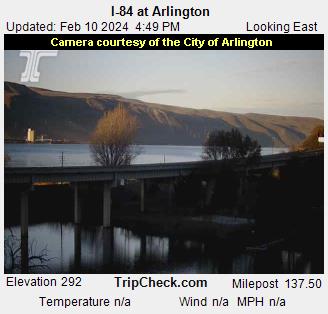 I-84 at Arlington
Updated: Feb 10 2024 4:49 PM Looking East
Camera courtesy of the City of Arlington
Elevation 292 TripCheck.com Milepost 137.50
Temperature n/a Wind n/a MPH n/a